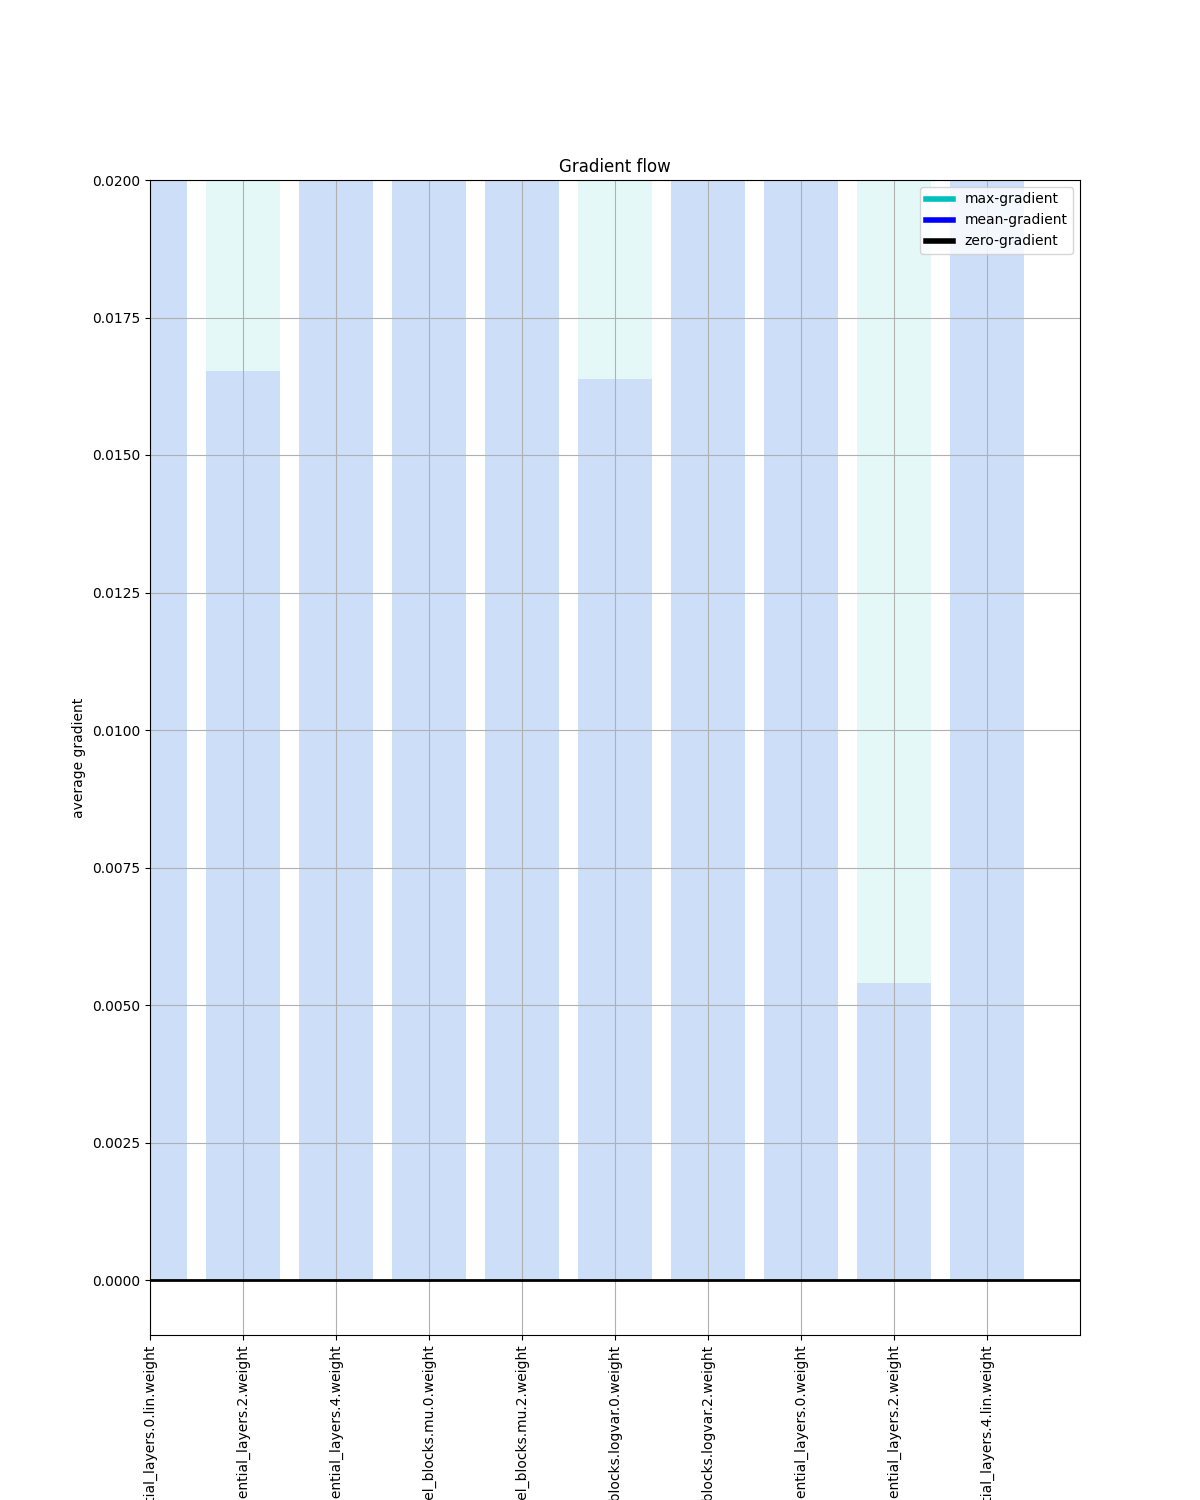 Gradient flow
max-gradient
mean-gradient
zero-gradient
0.0200
0.0175
0.0150
0.0125
0.0100
0.0075
0.0050
0.0025
0.0000
average gradient
tial_layers.0.lin.weight
ential_layers.2.weight
ential_layers.4.weight
el_blocks.mu.0.weight
el_blocks.mu.2.weight
blocks.logvar.0.weight
blocks.logvar.2.weight
ential_layers.0.weight
ential_layers.2.weight
tial_layers.4.lin.weight